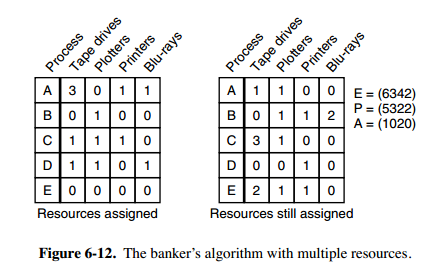 Process Tape drives Plotters Printers Blu-rays
A 3 0 1 1
B 0 1 0 0
C 1 1 1 0
D 1 1 0 1
E 0 0 0 0
Resources assigned
Process Tape drives Plotters Printers Blu-rays
A 1 1 0 0
B 0 1 1 2
C 3 1 0 0
D 0 0 1 0
E 2 1 1 0
Resources still assigned
E = (6342)
P = (5322)
A = (1020)
Figure 6-12. The banker's algorithm with multiple resources.